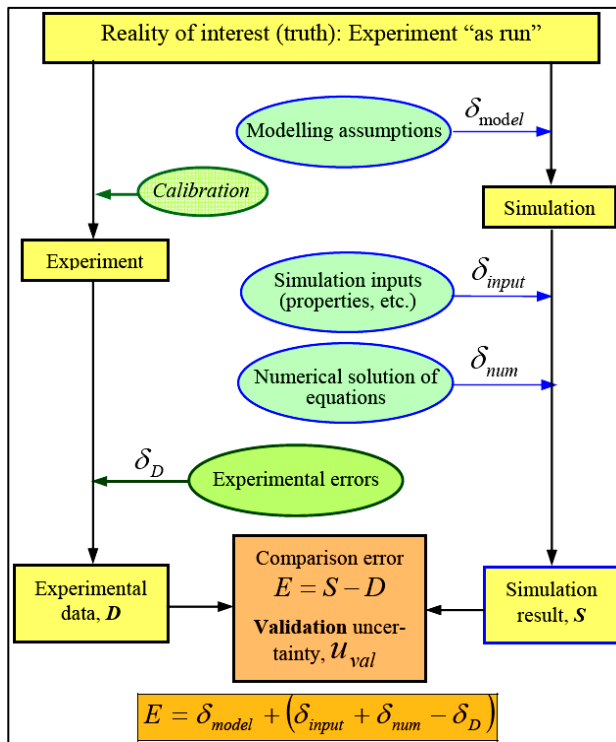 Reality of interest (truth): Experiment “as run”
Modelling assumptions
δmodel
Calibration
Simulation
Experiment
Simulation inputs
(properties, etc.)
δinput
Numerical solution of
equations
δnum
δD
Experimental errors
Experimental
data, D
Comparison error
E = S – D
Validation uncer-
tainty, uval
Simulation
result, S
E = δmodel + (δinput + δnum – δD)